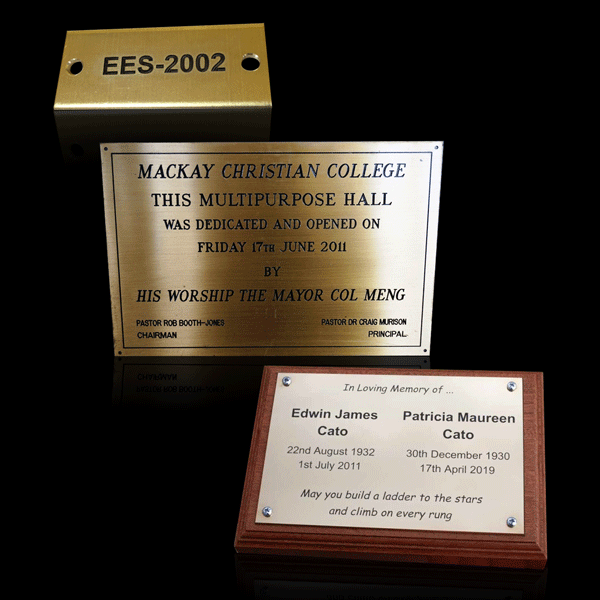 EES-2002
MACKAY CHRISTIAN COLLEGE
THIS MULTIPURPOSE HALL
WAS DEDICATED AND OPENED ON
FRIDAY 17TH JUNE 2011
BY
HIS WORSHIP THE MAYOR COL MENG
PASTOR ROB BOOTH-JONES PASTOR DR CRAIG MURISON
CHAIRMAN PRINCIPAL
In Loving Memory of ...
Edwin James Patricia Maureen
Cato Cato
22nd August 1932 30th December 1930
1st July 2011 17th April 2019
May you build a ladder to the stars
and climb on every rung